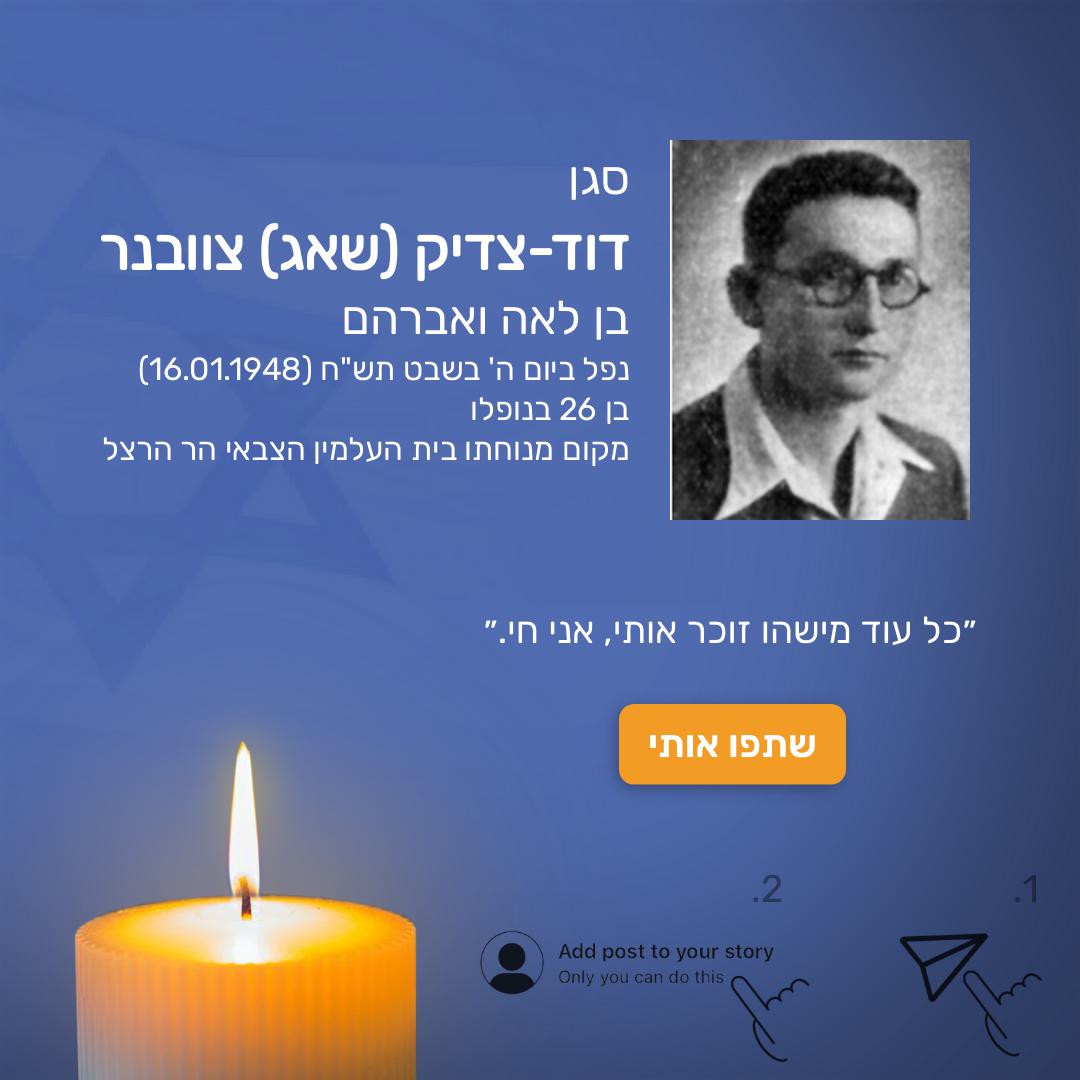 סגן
דוד-צדיק (שאג) צוובנר
בן לאה ואברהם
נפל ביום ה' בשבט תש"ח (16.01.1948)
בן 26 בנופלו
מקום מנוחתו בית העלמין הצבאי הר הרצל
״כל עוד מישהו זוכר אותי, אני חי.״
שתפו אותי
1.
2.
Add post to your story
Only you can do this